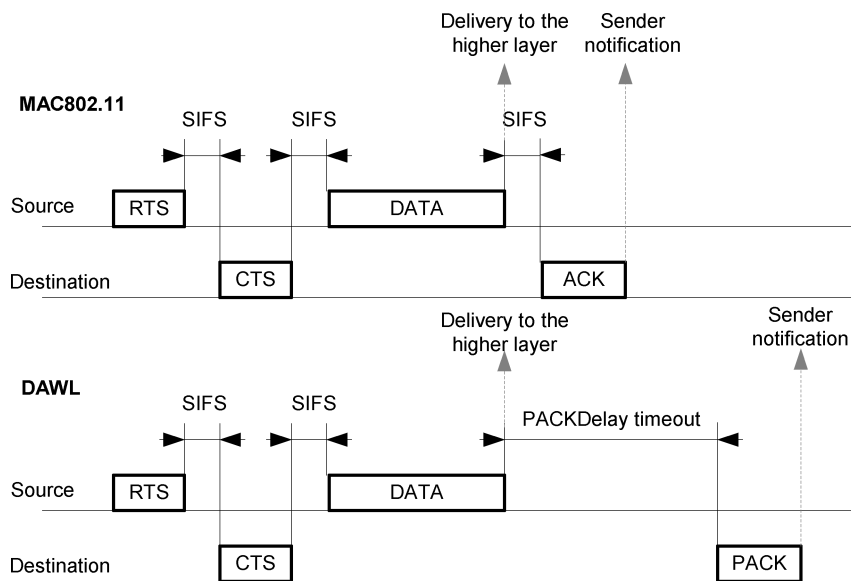 Delivery to the
higher layer
Sender
notification
MAC802.11
SIFS
SIFS
SIFS
Source
RTS
DATA
Destination
CTS
ACK
Delivery to the
higher layer
Sender
notification
DAWL
SIFS
SIFS
PACKDelay timeout
Source
RTS
DATA
Destination
CTS
PACK